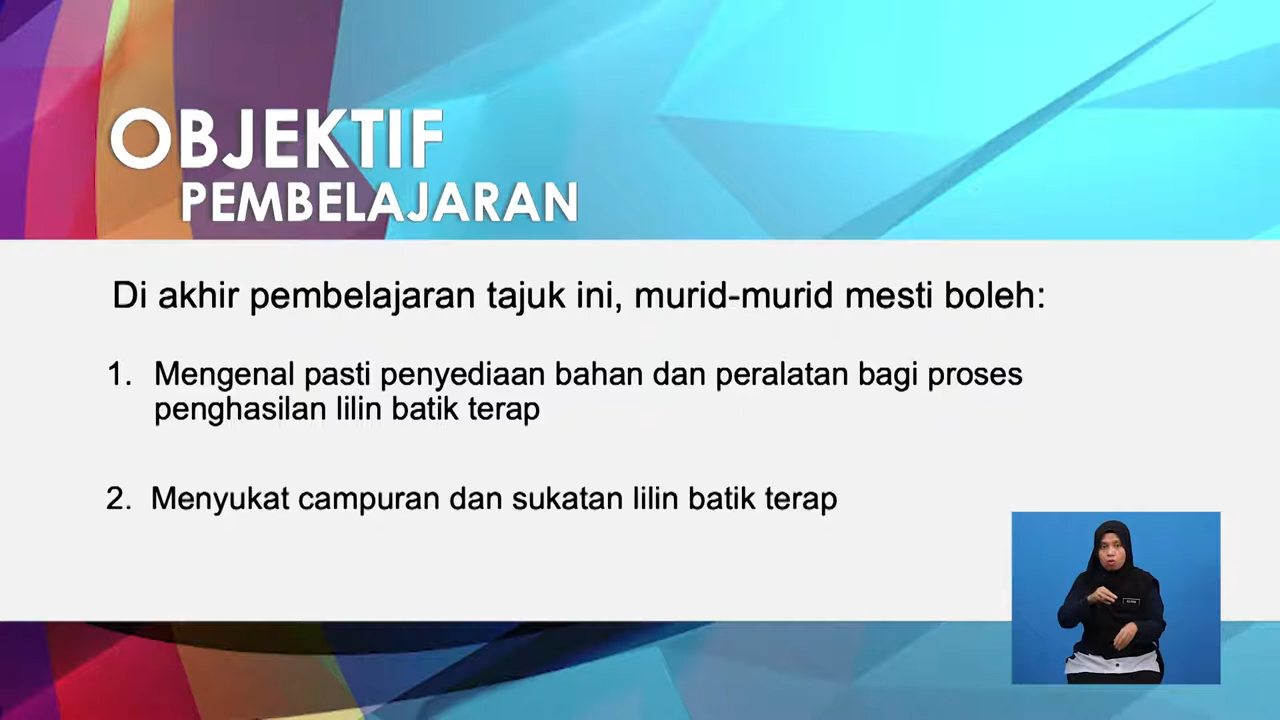 OBJEKTIF
PEMBELAJARAN
Di akhir pembelajaran tajuk ini, murid-murid mesti boleh:
1. Mengenal pasti penyediaan bahan dan peralatan bagi proses
penghasilan lilin batik terap
2. Menyukat campuran dan sukatan lilin batik terap